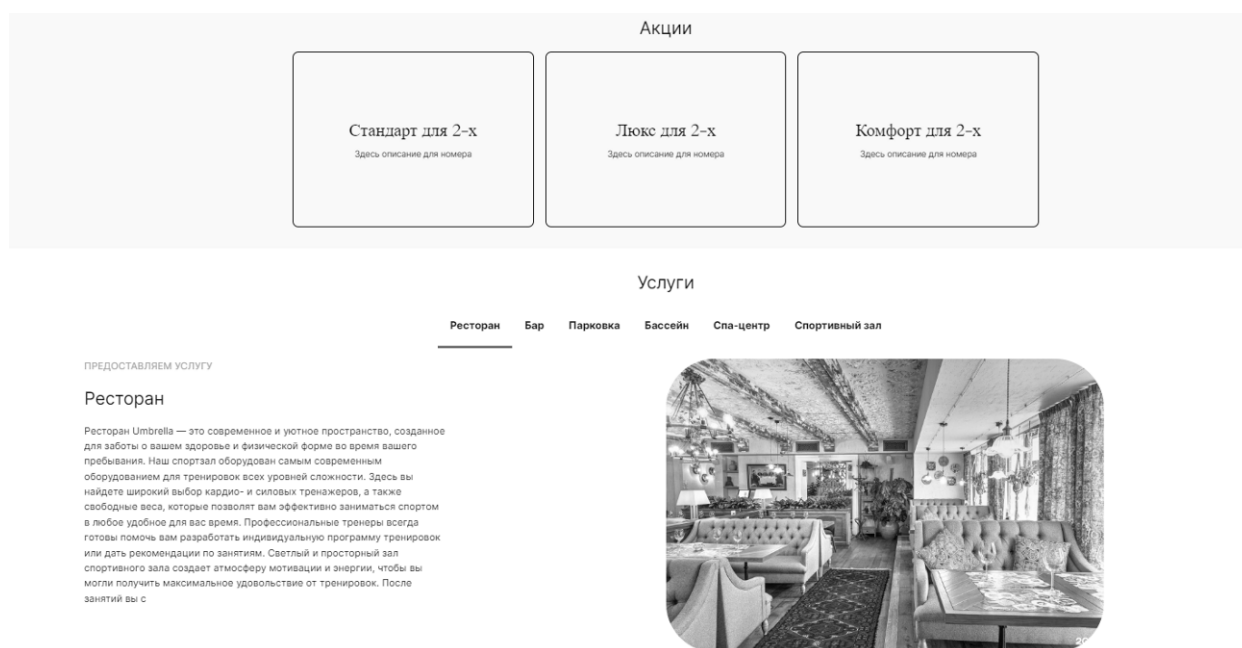 Акции
Стандарт для 2-х
Здесь описание для номера
Люкс для 2-х
Здесь описание для номера
Комфорт для 2-х
Здесь описание для номера
Услуги
Ресторан Бар Парковка Бассейн Спа-центр Спортивный зал
ПРЕДОСТАВЛЯЕМ УСЛУГУ
Ресторан
Ресторан Umbrella — это современное и уютное пространство, созданное
для заботы о вашем здоровье и физической форме во время вашего
пребывания. Наш спортзал оборудован самым современным
оборудованием для тренировок всех уровней сложности. Здесь вы
найдете широкий выбор кардио- и силовых тренажеров, а также
свободные веса, которые позволят вам эффективно заниматься спортом
в любое удобное для вас время. Профессиональные тренеры всегда
готовы помочь вам разработать индивидуальную программу тренировок
или дать рекомендации по занятиям. Светлый и просторный зал
спортивного зала создает атмосферу мотивации и энергии, чтобы вы
могли получить максимальное удовольствие от тренировок. После
занятий вы с